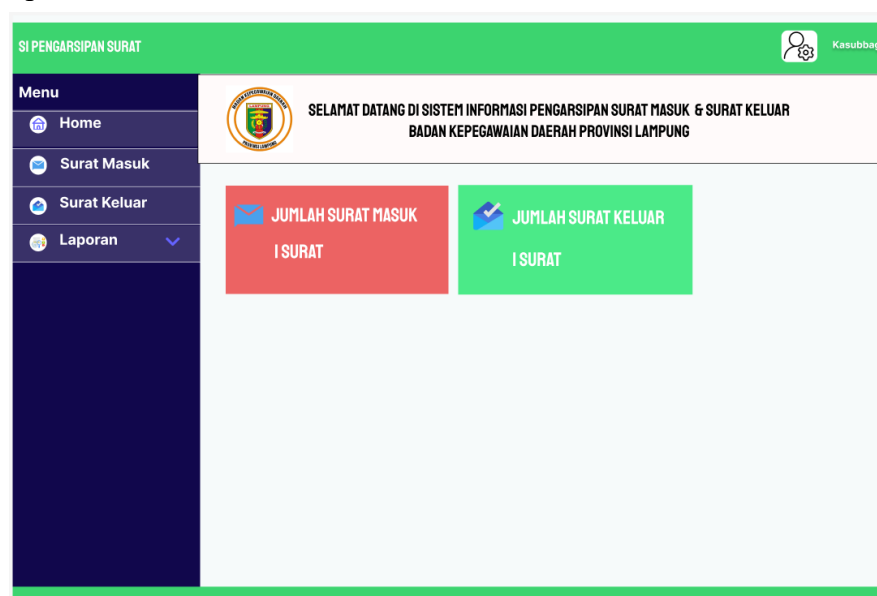 SI PENGARSIPAN SURAT
Kasubbag
Menu
Home
Surat Masuk
Surat Keluar
Laporan
SELAMAT DATANG DI SISTEM INFORMASI PENGARSIPAN SURAT MASUK & SURAT KELUAR
BADAN KEPEGAWAIAN DAERAH PROVINSI LAMPUNG
JUMLAH SURAT MASUK
1 SURAT
JUMLAH SURAT KELUAR
1 SURAT